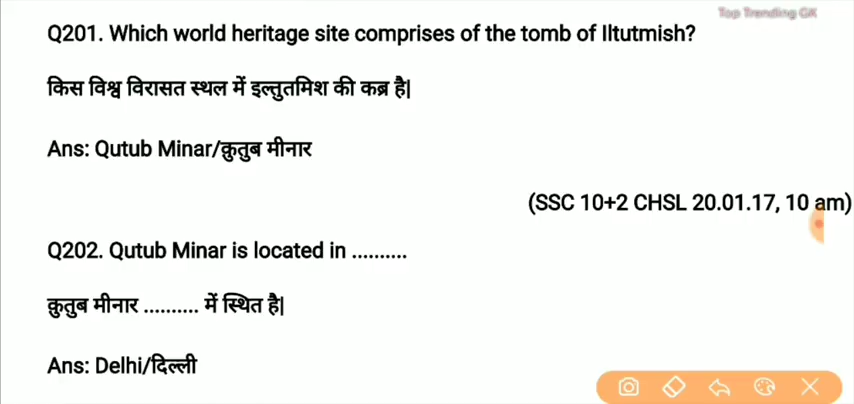 Top Trending GK
Q201. Which world heritage site comprises of the tomb of Iltutmish?
किस विश्व विरासत स्थल में इल्तुतमिश की कब्र है|
Ans: Qutub Minar/क़ुतुब मीनार
(SSC 10+2 CHSL 20.01.17, 10 am)
Q202. Qutub Minar is located in ..........
क़ुतुब मीनार .......... में स्थित है|
Ans: Delhi/दिल्ली